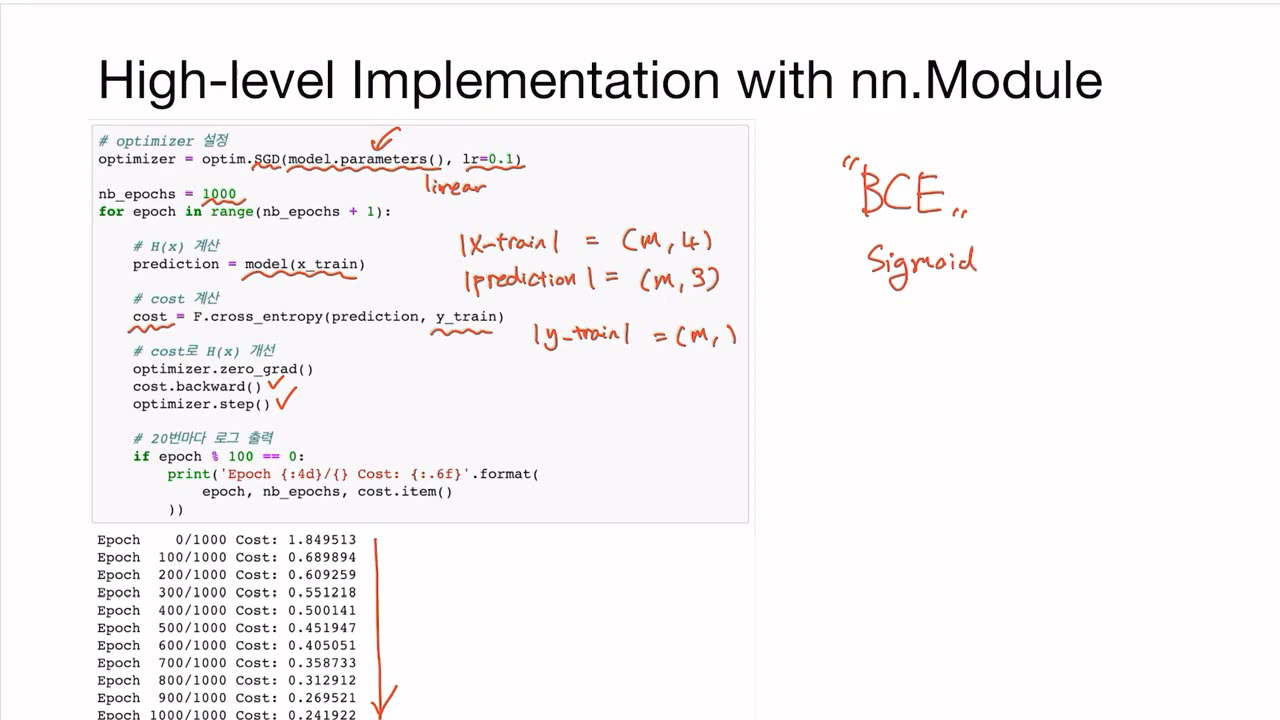 High-level Implementation with nn.Module
# optimizer 설정
optimizer = optim.SGD(model.parameters(), lr=0.1)
linear
nb_epochs = 1000
for epoch in range(nb_epochs + 1):
# H(x) 계산
prediction = model(x_train)
# cost 계산
cost = F.cross_entropy(prediction, y_train)
# cost로 H(x) 개선
optimizer.zero_grad()
cost.backward()
optimizer.step()
# 20번마다 로그 출력
if epoch % 100 == 0:
print('Epoch {:4d}/{} Cost: {:.6f}'.format(
epoch, nb_epochs, cost.item()
))
|x-train| = (m, 4)
|prediction| = (m, 3)
|y-train| = (m, )
"BCE"
Sigmoid
Epoch    0/1000 Cost: 1.849513
Epoch  100/1000 Cost: 0.689894
Epoch  200/1000 Cost: 0.609259
Epoch  300/1000 Cost: 0.551218
Epoch  400/1000 Cost: 0.500141
Epoch  500/1000 Cost: 0.451947
Epoch  600/1000 Cost: 0.405051
Epoch  700/1000 Cost: 0.358733
Epoch  800/1000 Cost: 0.312912
Epoch  900/1000 Cost: 0.269521
Epoch 1000/1000 Cost: 0.241922